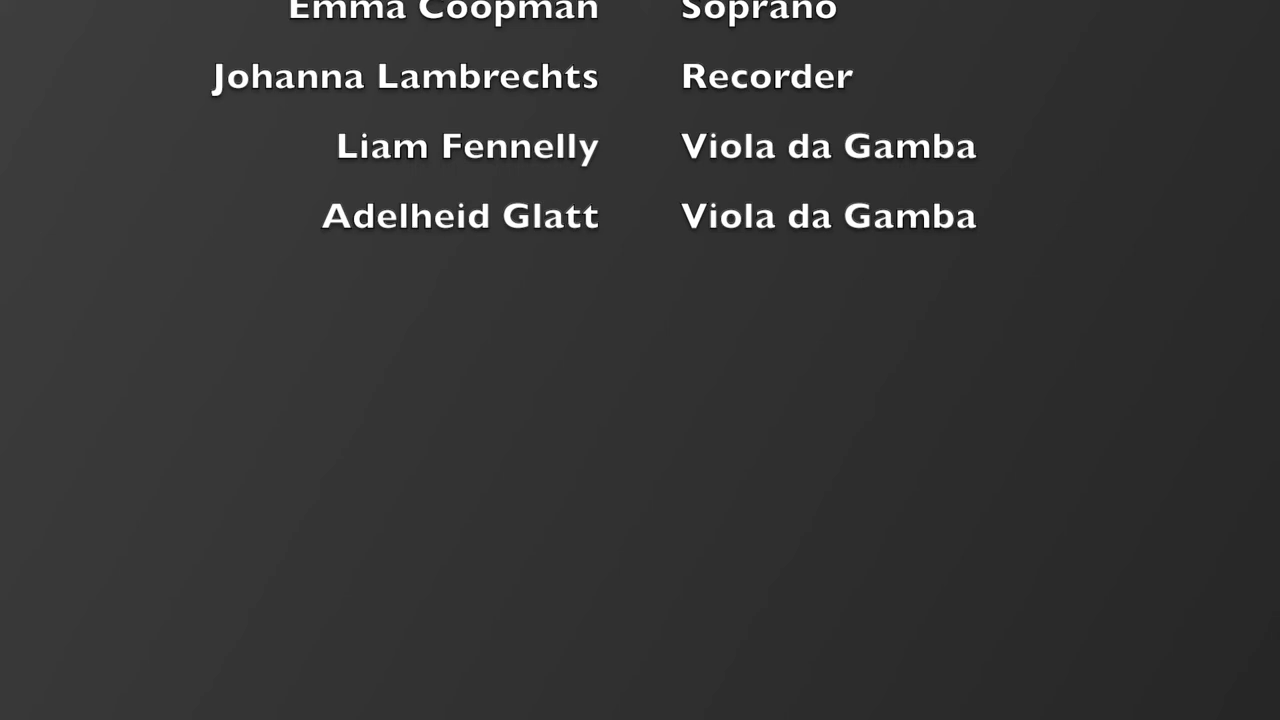 Emma Coopman Soprano
Johanna Lambrechts Recorder
Liam Fennelly Viola da Gamba
Adelheid Glatt Viola da Gamba